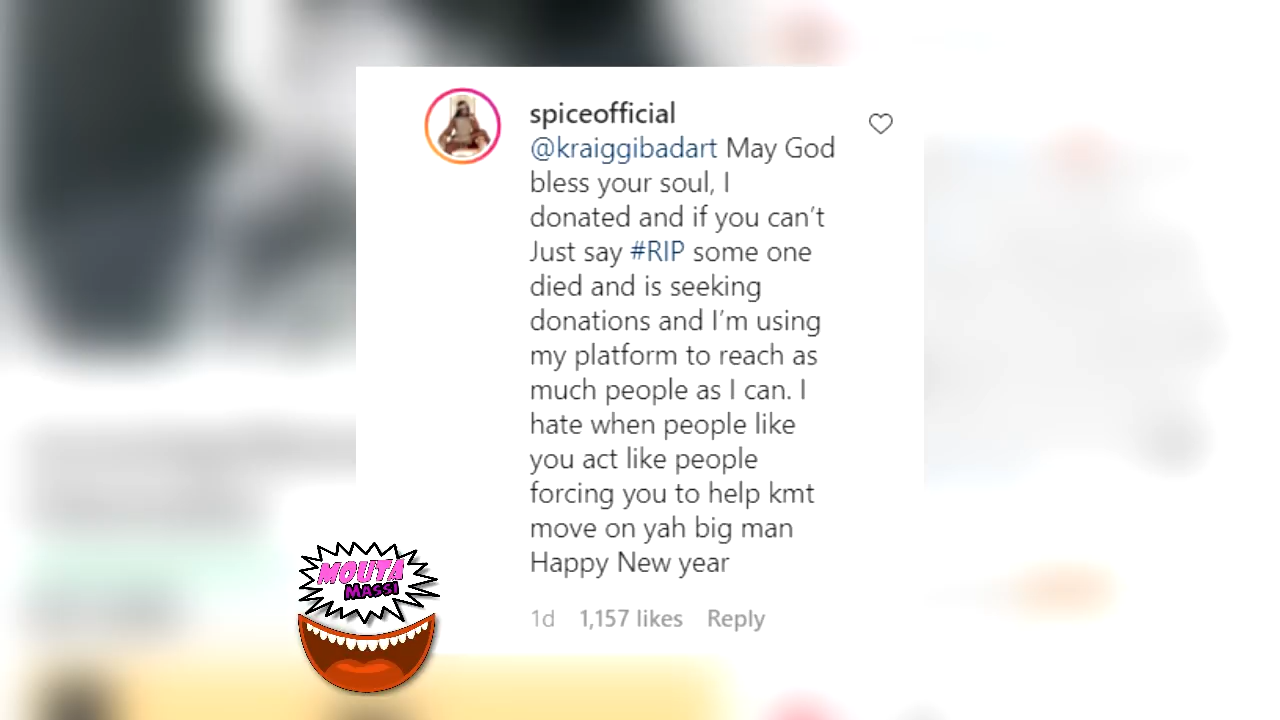 spiceofficial
@kraiggibadart May God
bless your soul, I
donated and if you can’t
Just say #RIP some one
died and is seeking
donations and I’m using
my platform to reach as
much people as I can. I
hate when people like
you act like people
forcing you to help kmt
move on yah big man
Happy New year
1d 1,157 likes Reply
MOUTA
MASSI